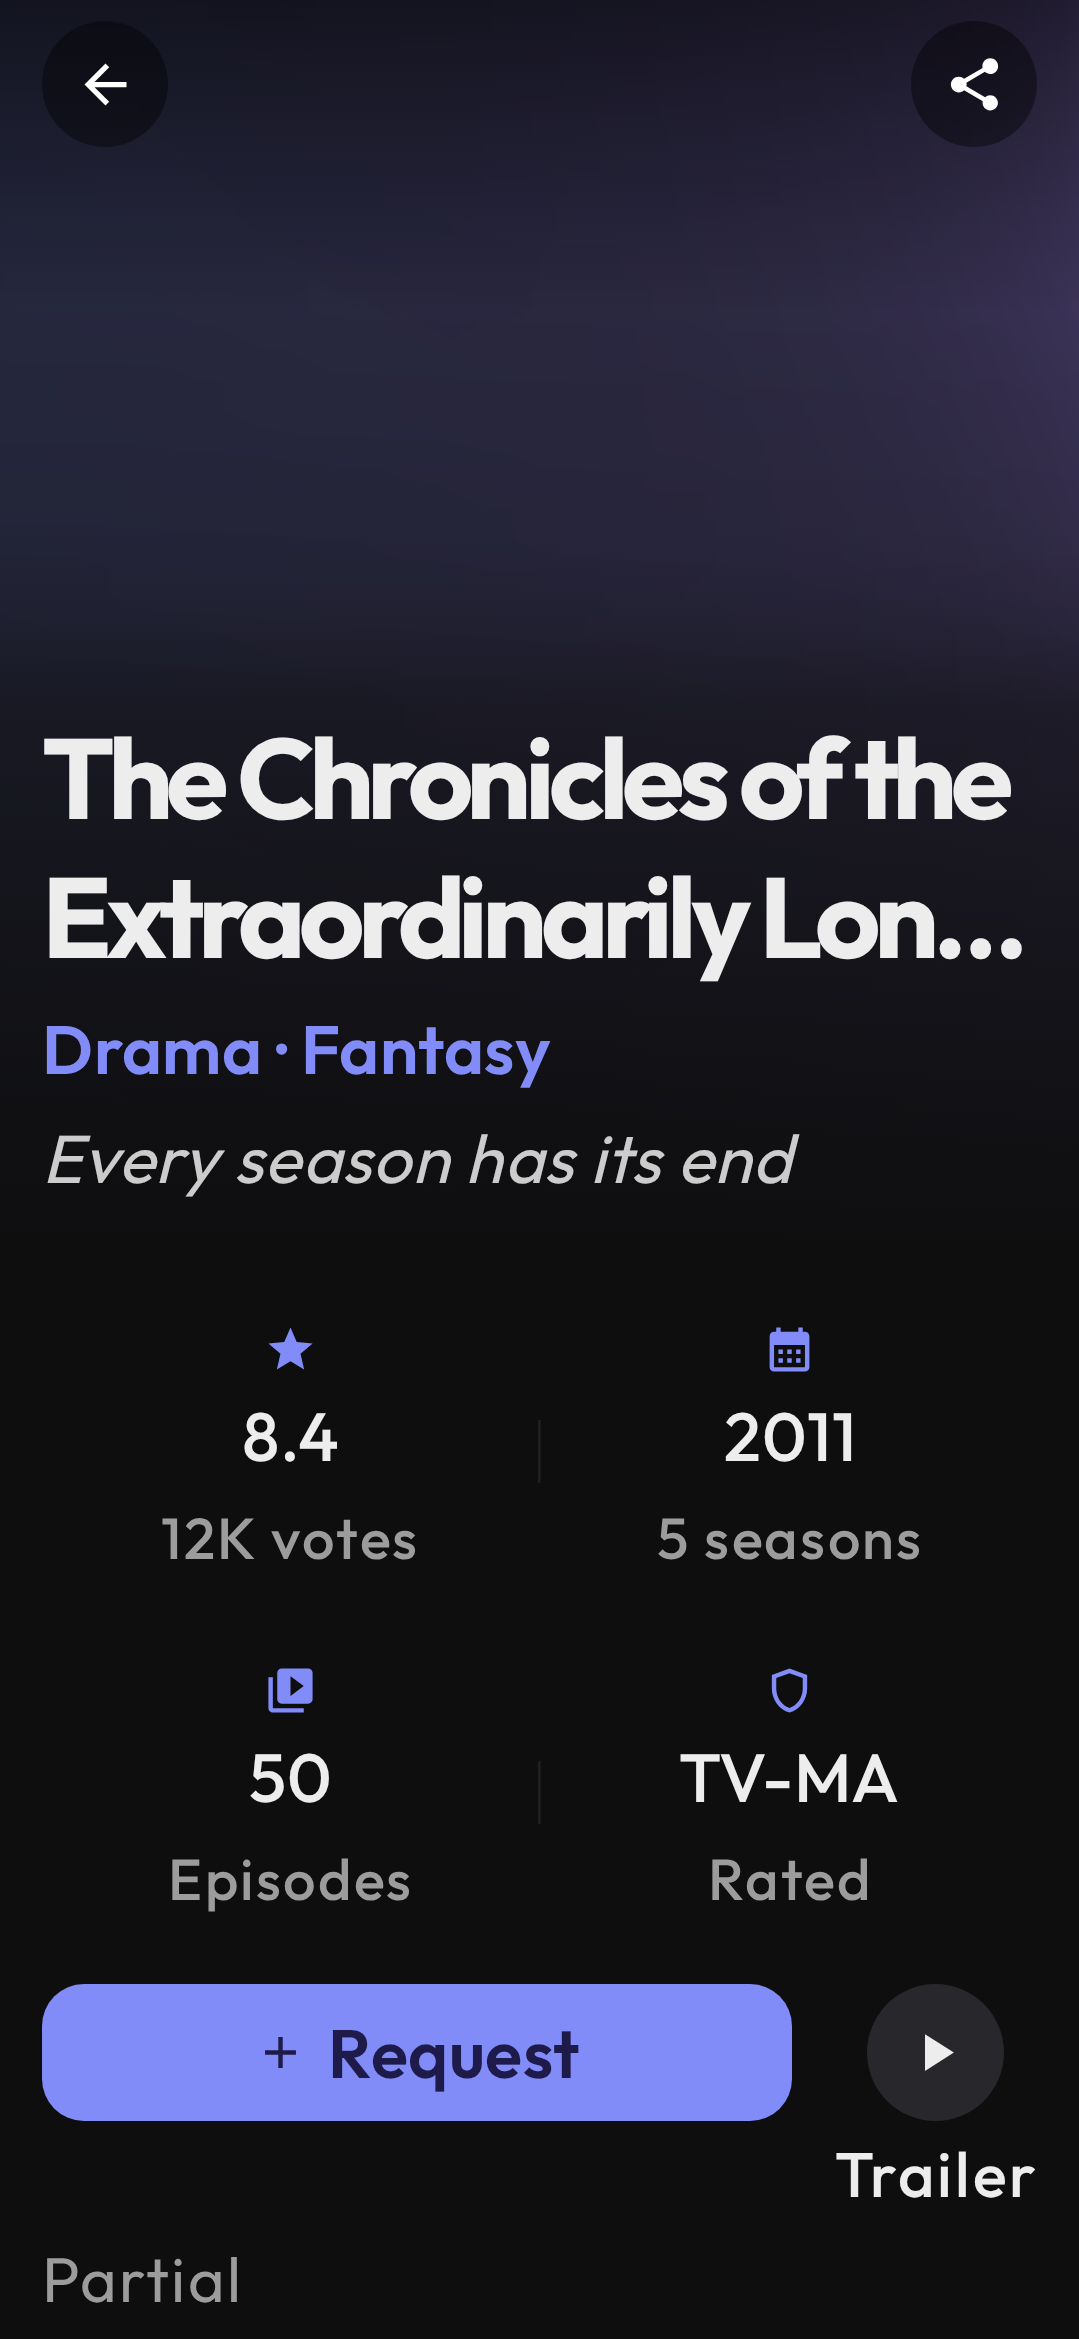 The Chronicles of the
Extraordinarily Lon...
Drama · Fantasy
Every season has its end
8.4
2011
12K votes
5 seasons
50
TV-MA
Episodes
Rated
+ Request
Trailer
Partial